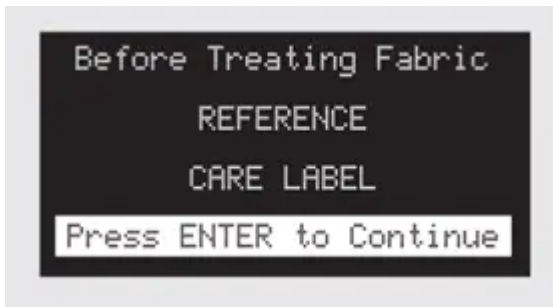 Before Treating Fabric
REFERENCE
CARE LABEL
Press ENTER to Continue